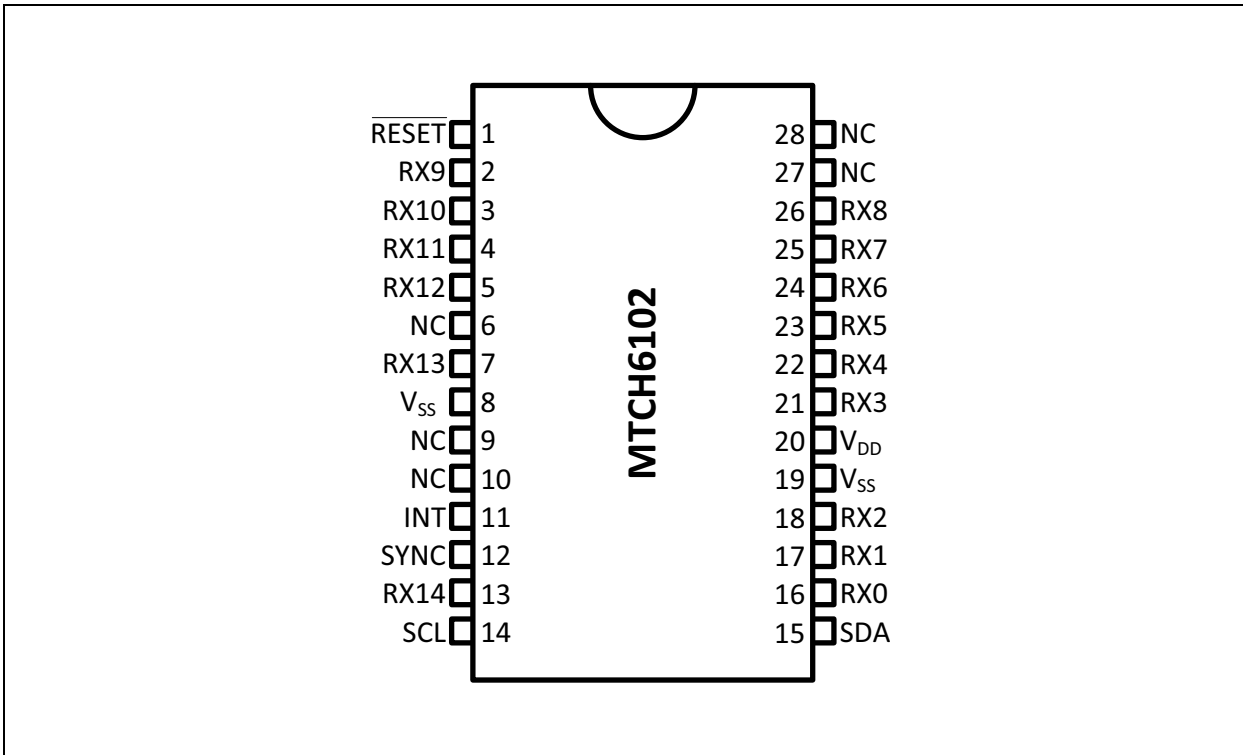 RESET 1 28 NC
RX9 2 27 NC
RX10 3 26 RX8
RX11 4 25 RX7
RX12 5 24 RX6
NC 6 23 RX5
RX13 7 22 RX4
VSS 8 21 RX3
NC 9 20 VDD
NC 10 19 VSS
INT 11 18 RX2
SYNC 12 17 RX1
RX14 13 16 RX0
SCL 14 15 SDA
MTCH6102